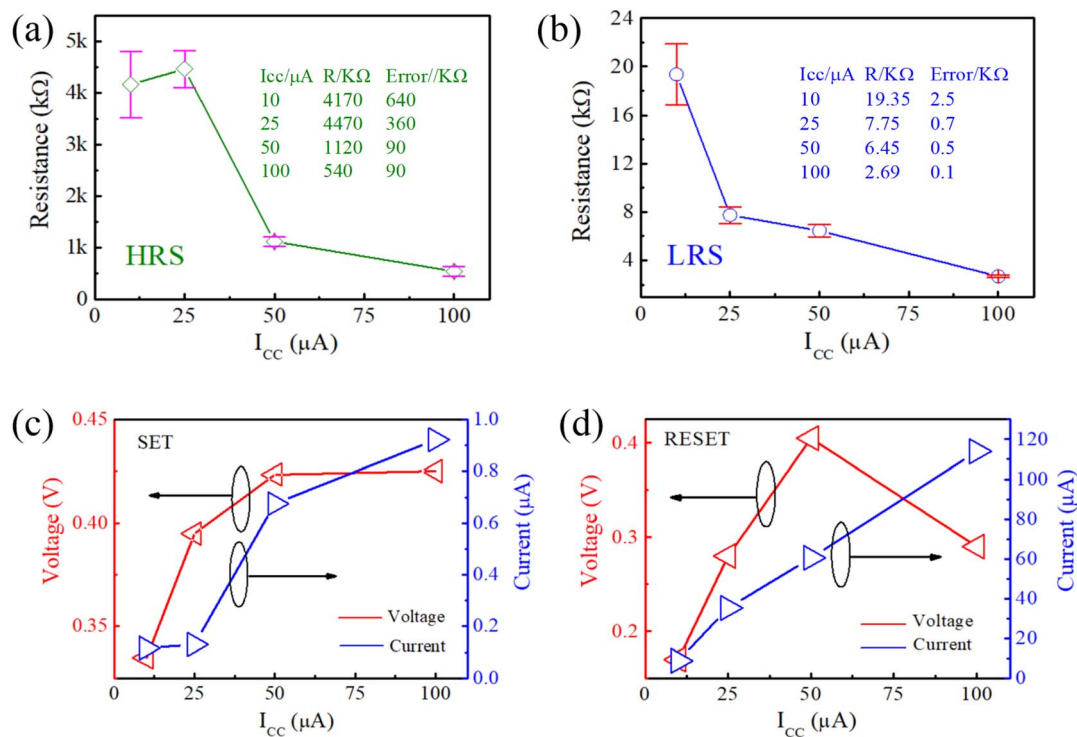 (a)
Resistance (kΩ)
5k
4k
3k
2k
1k
0
Icc/μA R/KΩ Error//KΩ
10 4170 640
25 4470 360
50 1120 90
100 540 90
HRS
0 25 50 75 100
I_CC (μA)
(b)
Resistance (kΩ)
24
20
16
12
8
4
Icc/μA R/KΩ Error/KΩ
10 19.35 2.5
25 7.75 0.7
50 6.45 0.5
100 2.69 0.1
LRS
0 25 50 75 100
I_CC (μA)
(c)
Voltage (V)
0.45
0.40
0.35
SET
Voltage
Current
1.0
0.8
0.6
0.4
0.2
0.0
Current (μA)
0 25 50 75 100
I_CC (μA)
(d)
Voltage (V)
0.4
0.3
0.2
RESET
Voltage
Current
120
100
80
60
40
20
0
Current (μA)
0 25 50 75 100
I_CC (μA)